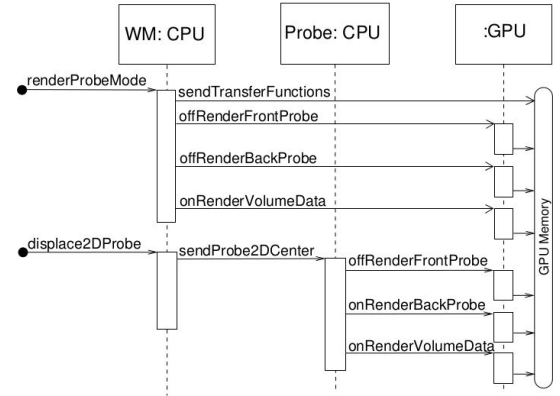 WM: CPU
Probe: CPU
:GPU
renderProbeMode
sendTransferFunctions
offRenderFrontProbe
offRenderBackProbe
onRenderVolumeData
displace2DProbe
sendProbe2DCenter
offRenderFrontProbe
onRenderBackProbe
onRenderVolumeData
GPU Memory